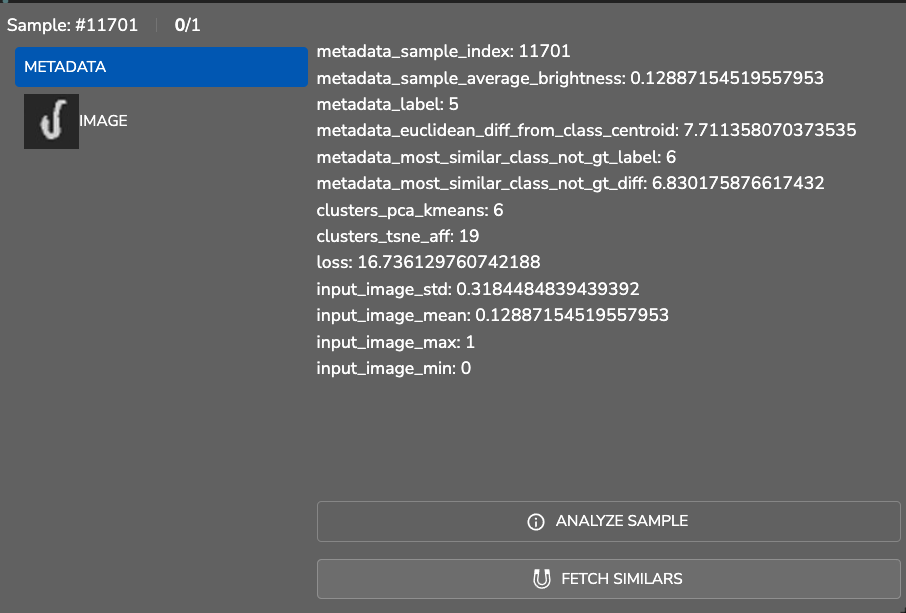 Sample: #11701 0/1
METADATA
IMAGE
metadata_sample_index: 11701
metadata_sample_average_brightness: 0.12887154519557953
metadata_label: 5
metadata_euclidean_diff_from_class_centroid: 7.711358070373535
metadata_most_similar_class_not_gt_label: 6
metadata_most_similar_class_not_gt_diff: 6.830175876617432
clusters_pca_kmeans: 6
clusters_tsne_aff: 19
loss: 16.736129760742188
input_image_std: 0.3184484839439392
input_image_mean: 0.12887154519557953
input_image_max: 1
input_image_min: 0
ANALYZE SAMPLE
FETCH SIMILARS